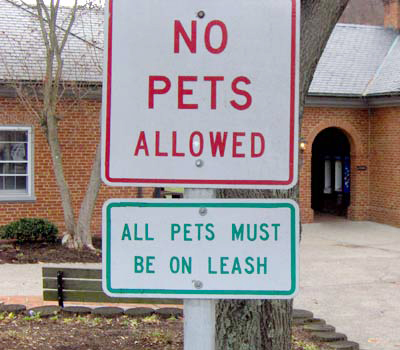 NO
PETS
ALLOWED
ALL PETS MUST
BE ON LEASH